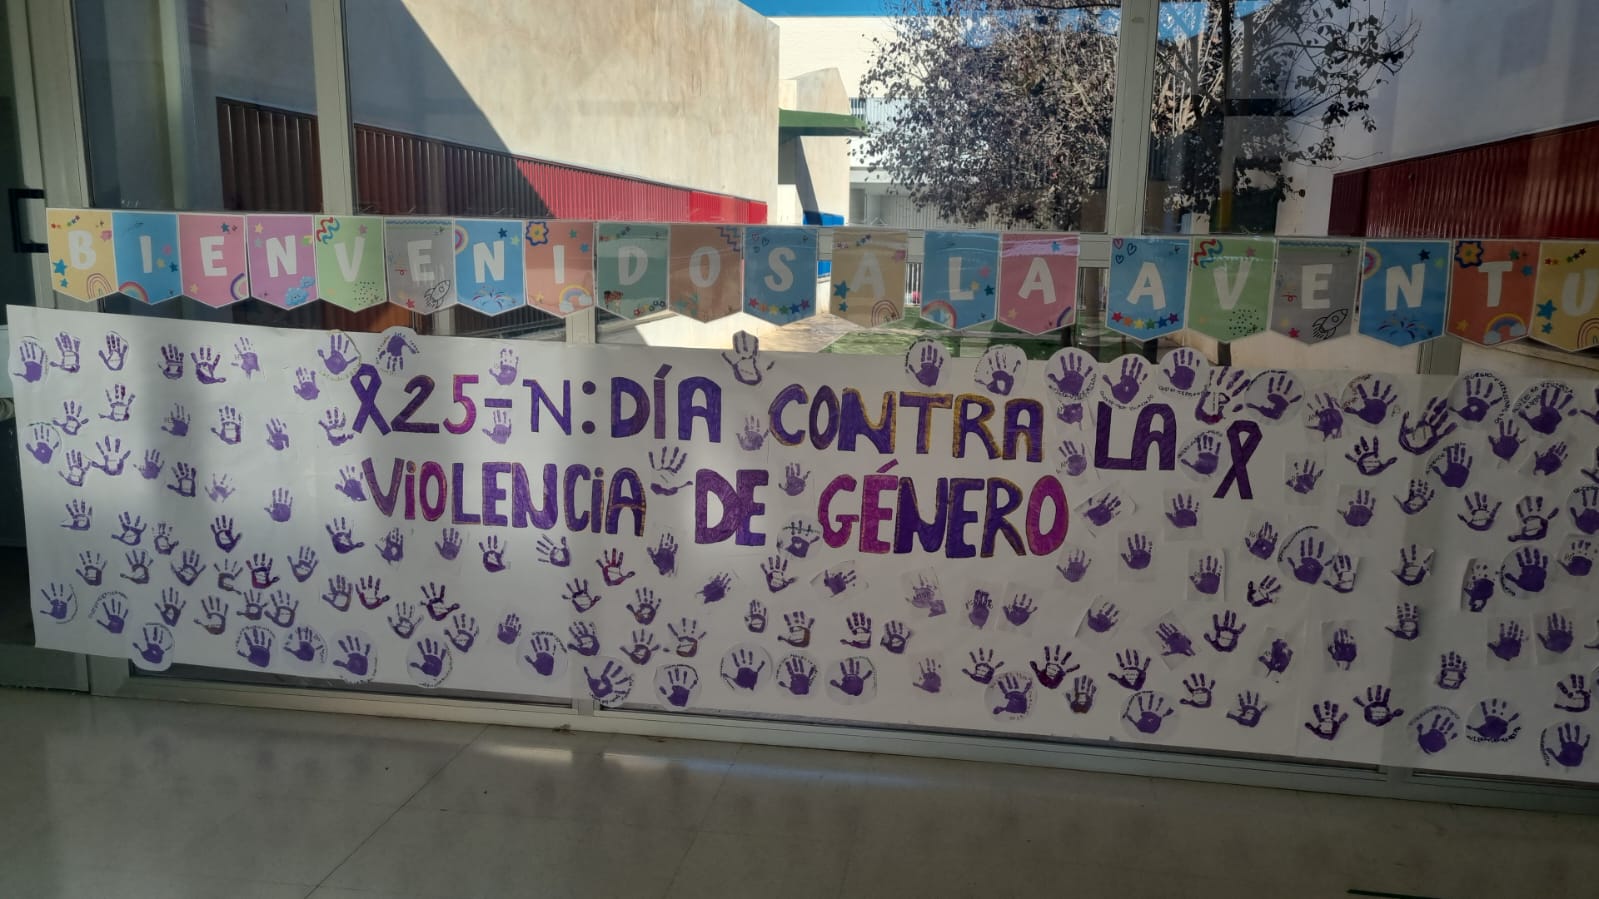 BIENVENIDOS A LA AVENTU
25-N: DÍA CONTRA LA
VIOLENCIA DE GÉNERO